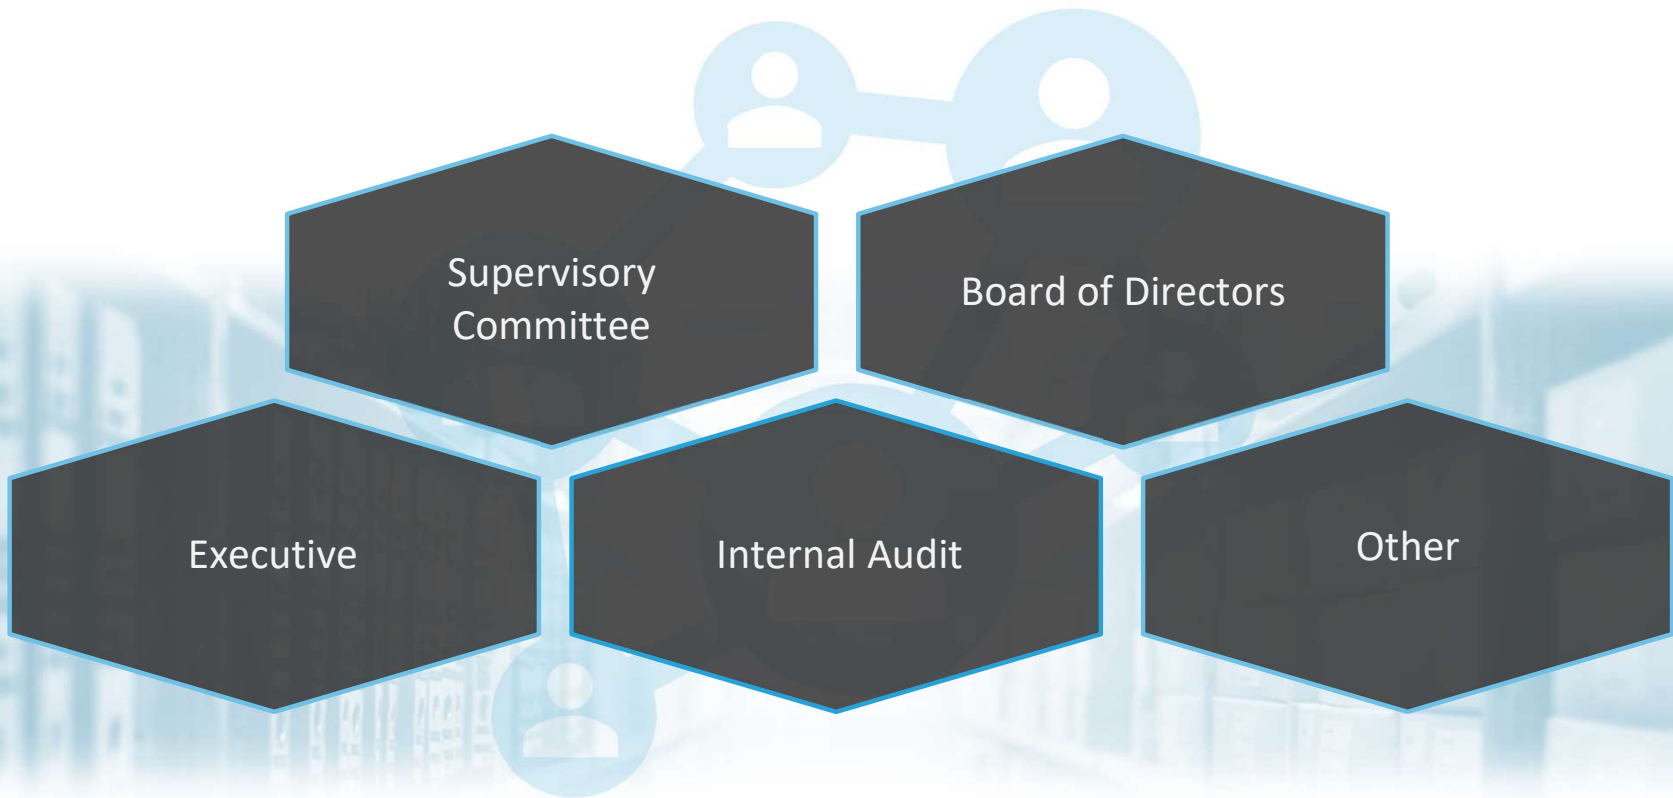 Supervisory
Committee
Board of Directors
Executive
Internal Audit
Other